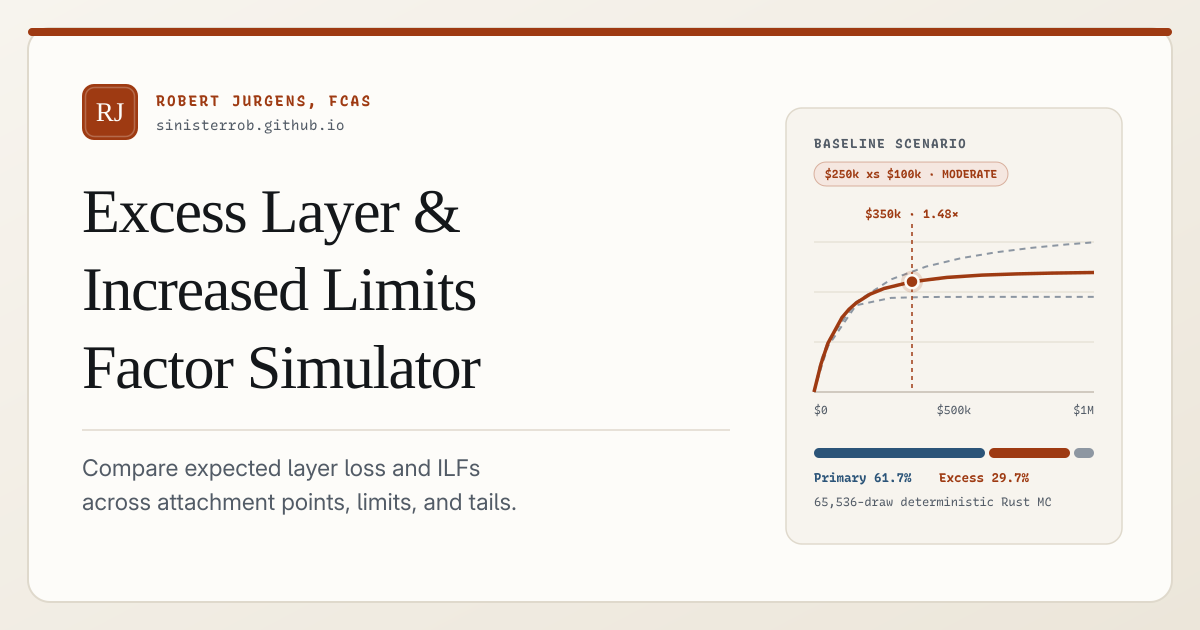 RJ
ROBERT JURGENS, FCAS
sinisterrob.github.io
Excess Layer &
Increased Limits
Factor Simulator
Compare expected layer loss and ILFs
across attachment points, limits, and tails.
BASELINE SCENARIO
$250k xs $100k · MODERATE
$350k · 1.48×
$0 $500k $1M
Primary 61.7% Excess 29.7%
65,536-draw deterministic Rust MC